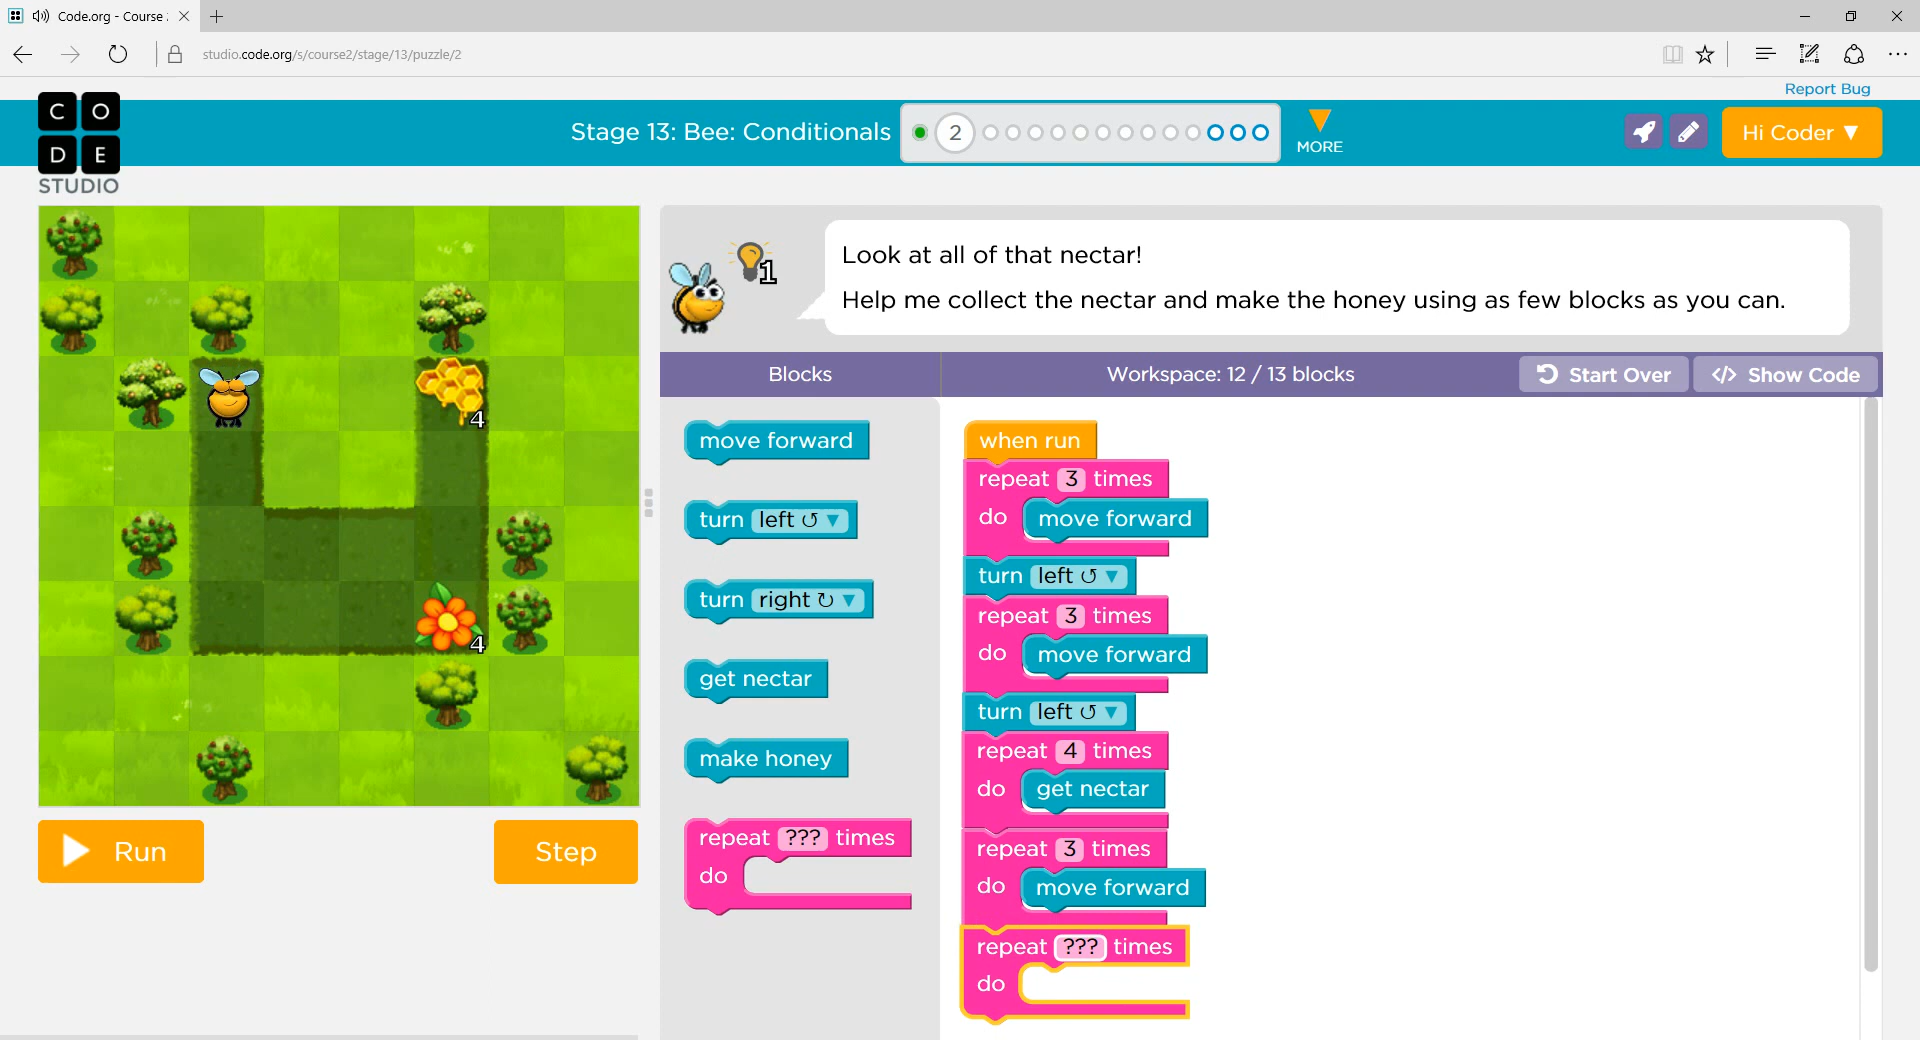 Code.org - Course
studio.code.org/s/course2/stage/13/puzzle/2
Report Bug
C O
D E
STUDIO
Stage 13: Bee: Conditionals
2
MORE
Hi Coder ▼
1
Look at all of that nectar!
Help me collect the nectar and make the honey using as few blocks as you can.
Blocks
Workspace: 12 / 13 blocks
Start Over
</> Show Code
4
4
Run
Step
move forward
turn left ↺ ▼
turn right ↻ ▼
get nectar
make honey
repeat ??? times
do
when run
repeat 3 times
do move forward
turn left ↺ ▼
repeat 3 times
do move forward
turn left ↺ ▼
repeat 4 times
do get nectar
repeat 3 times
do move forward
repeat ??? times
do